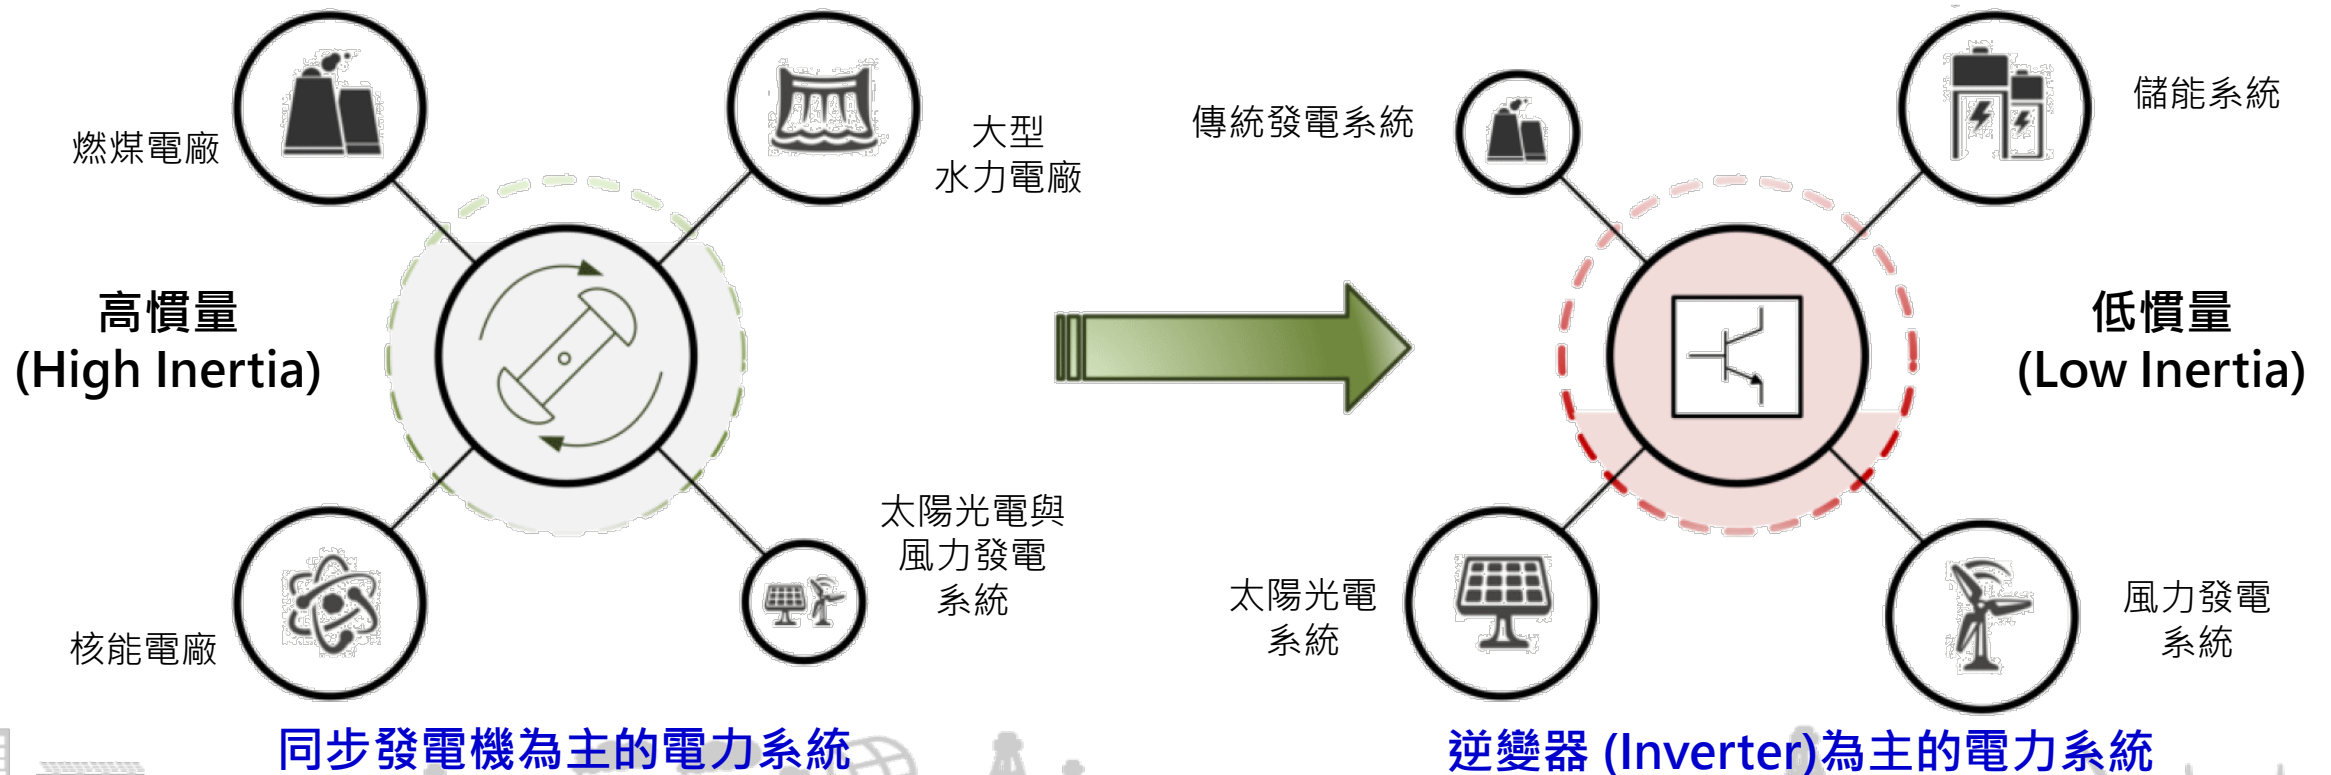 燃煤電廠
大型
水力電廠
高慣量
(High Inertia)
核能電廠
太陽光電與
風力發電
系統
同步發電機為主的電力系統
傳統發電系統
儲能系統
低慣量
(Low Inertia)
太陽光電
系統
風力發電
系統
逆變器 (Inverter)為主的電力系統